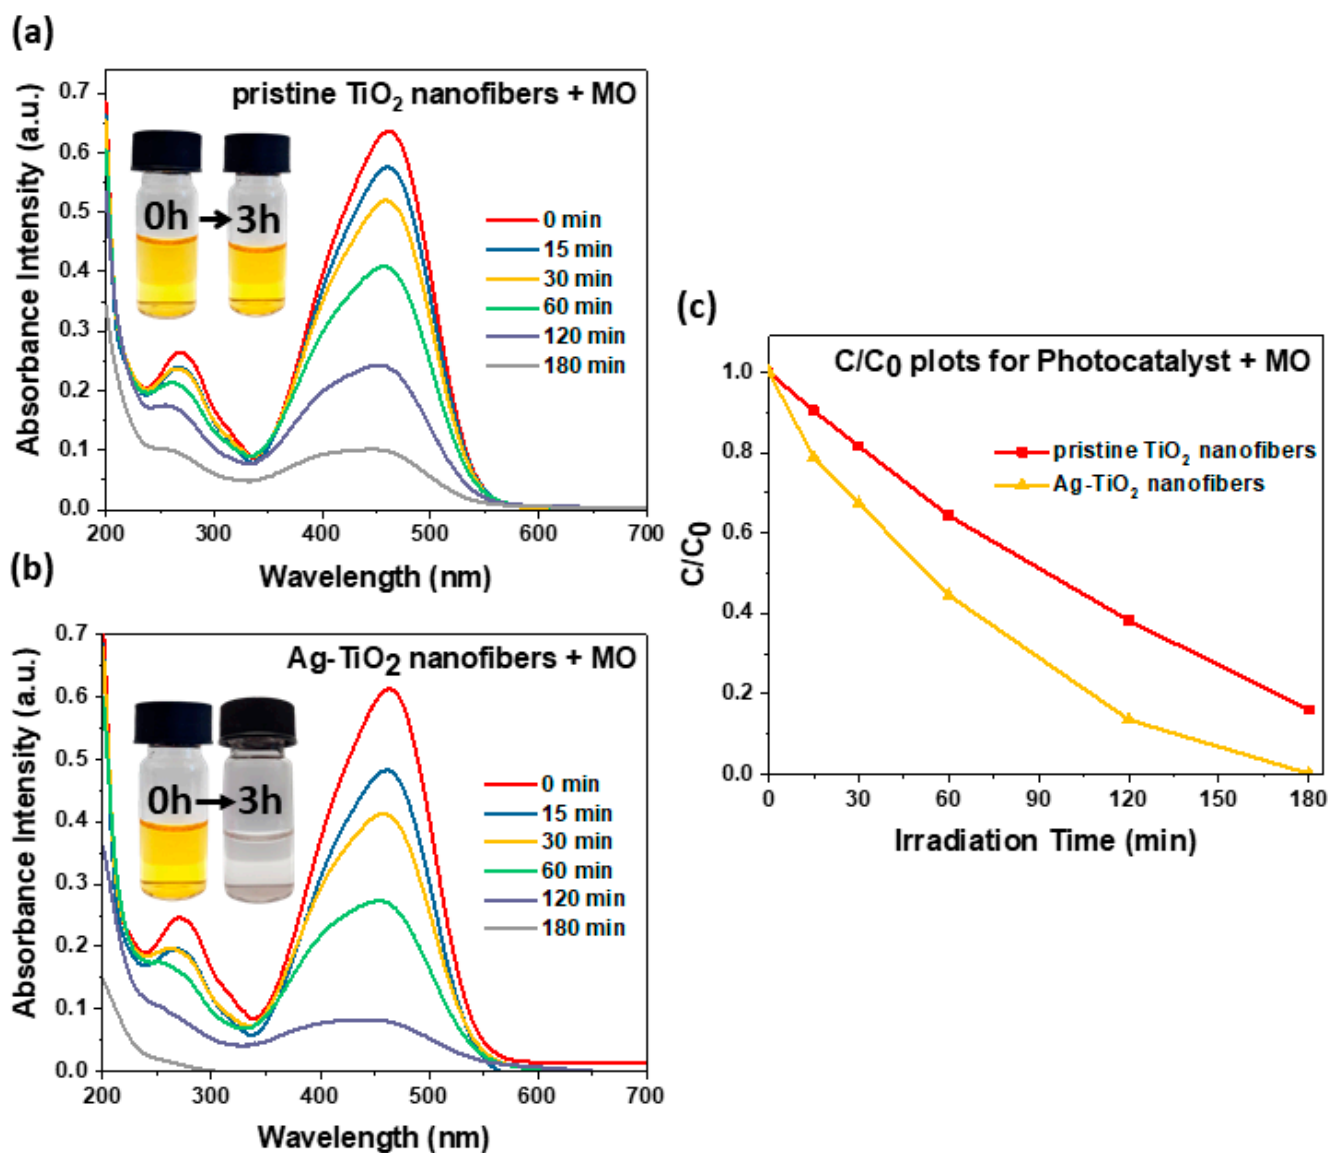 (a)
pristine TiO₂ nanofibers + MO
0.7
0.6
0.5
0.4
0.3
0.2
0.1
0.0
Absorbance Intensity (a.u.)
0h
3h
0 min
15 min
30 min
60 min
120 min
180 min
200
300
400
500
600
700
Wavelength (nm)
(b)
Ag-TiO₂ nanofibers + MO
0.7
0.6
0.5
0.4
0.3
0.2
0.1
0.0
Absorbance Intensity (a.u.)
0h
3h
0 min
15 min
30 min
60 min
120 min
180 min
200
300
400
500
600
700
Wavelength (nm)
(c)
C/C₀ plots for Photocatalyst + MO
1.0
0.8
0.6
0.4
0.2
0.0
C/C₀
pristine TiO₂ nanofibers
Ag-TiO₂ nanofibers
0
30
60
90
120
150
180
Irradiation Time (min)